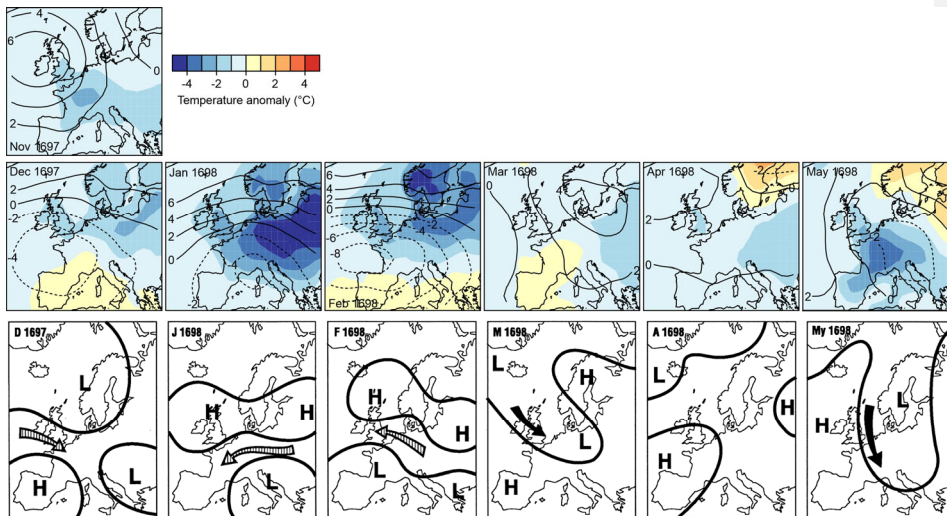 4
6
0
2
Nov 1697
-4 -2 0 2 4
Temperature anomaly (°C)
Dec 1697
0
-2
-4
Jan 1698
6
4
2
0
-2
6
4
2
0
-2
-4
-6
-8
Feb 1698
Mar 1698
0
2
Apr 1698
-2
2
0
May 1698
-2
2
D 1697
L
H
L
J 1698
H
H
L
F 1698
H
H
L
L
M 1698
L
H
L
H
A 1698
L
H
H
My 1698
L
H